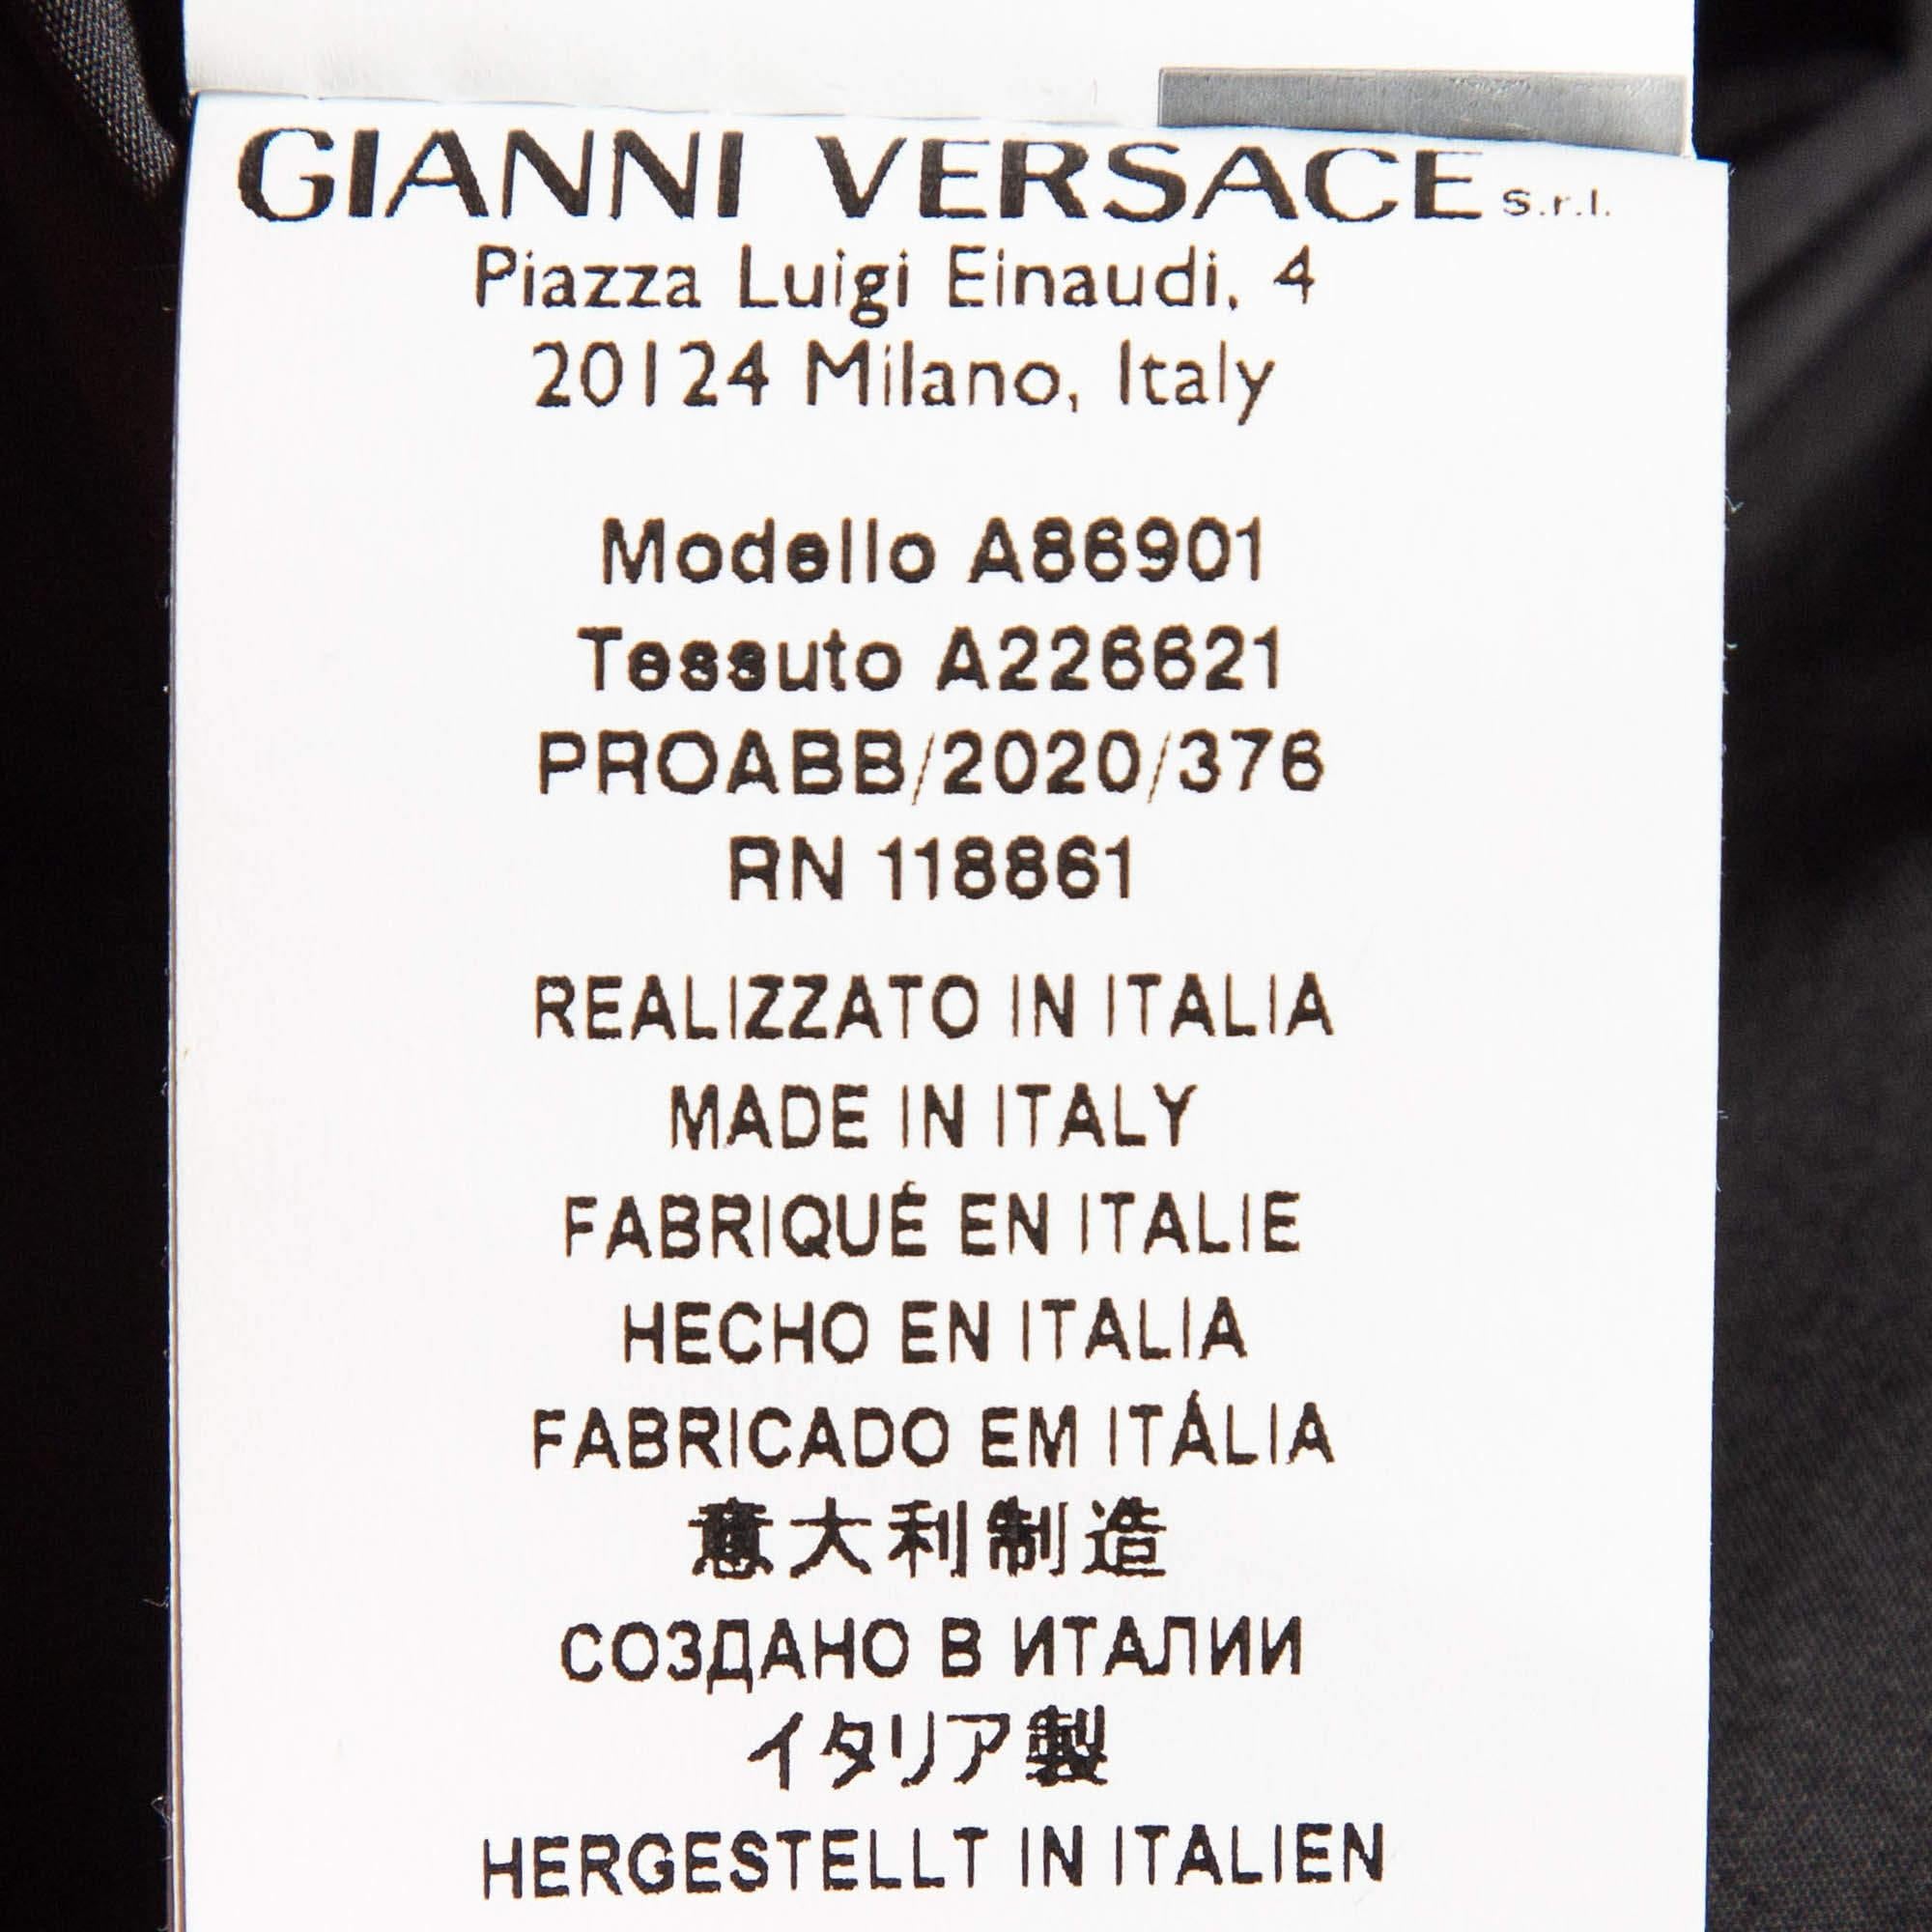 GIANNI VERSACE s.r.l.
Piazza Luigi Einaudi, 4
20124 Milano, Italy
Modello A86901
Tessuto A226621
PROABB/2020/376
RN 118861
REALIZZATO IN ITALIA
MADE IN ITALY
FABRIQUÉ EN ITALIE
HECHO EN ITALIA
FABRICADO EM ITÁLIA
意大利制造
СОЗДАНО В ИТАЛИИ
イタリア製
HERGESTELLT IN ITALIEN